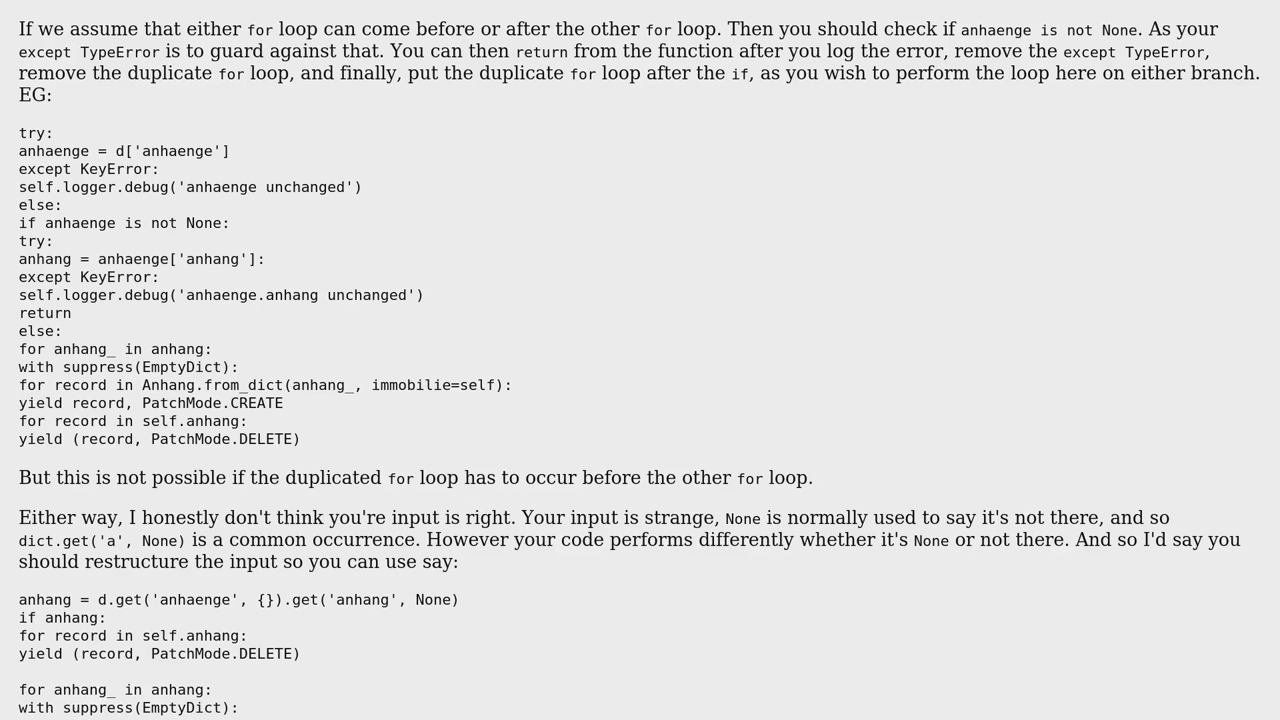 If we assume that either for loop can come before or after the other for loop. Then you should check if anhaenge is not None. As your
except TypeError is to guard against that. You can then return from the function after you log the error, remove the except TypeError,
remove the duplicate for loop, and finally, put the duplicate for loop after the if, as you wish to perform the loop here on either branch.
EG:
try:
anhaenge = d['anhaenge']
except KeyError:
self.logger.debug('anhaenge unchanged')
else:
if anhaenge is not None:
try:
anhang = anhaenge['anhang']:
except KeyError:
self.logger.debug('anhaenge.anhang unchanged')
return
else:
for anhang_ in anhang:
with suppress(EmptyDict):
for record in Anhang.from_dict(anhang_, immobilie=self):
yield record, PatchMode.CREATE
for record in self.anhang:
yield (record, PatchMode.DELETE)
But this is not possible if the duplicated for loop has to occur before the other for loop.
Either way, I honestly don't think you're input is right. Your input is strange, None is normally used to say it's not there, and so
dict.get('a', None) is a common occurrence. However your code performs differently whether it's None or not there. And so I'd say you
should restructure the input so you can use say:
anhang = d.get('anhaenge', {}).get('anhang', None)
if anhang:
for record in self.anhang:
yield (record, PatchMode.DELETE)
for anhang_ in anhang:
with suppress(EmptyDict):